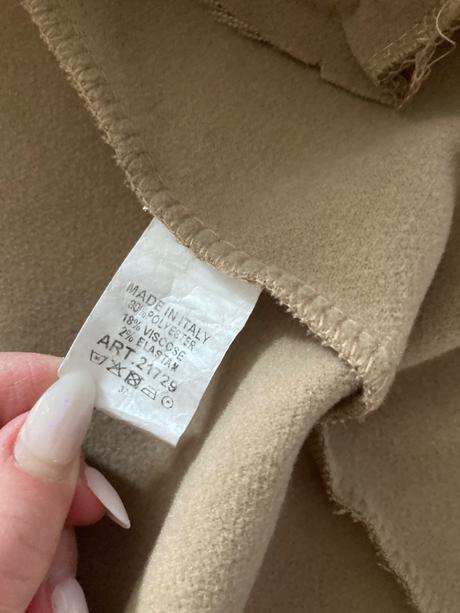 MADE IN ITALY
80% POLYESTER
18% VISCOSE
2% ELASTAN
ART.21729